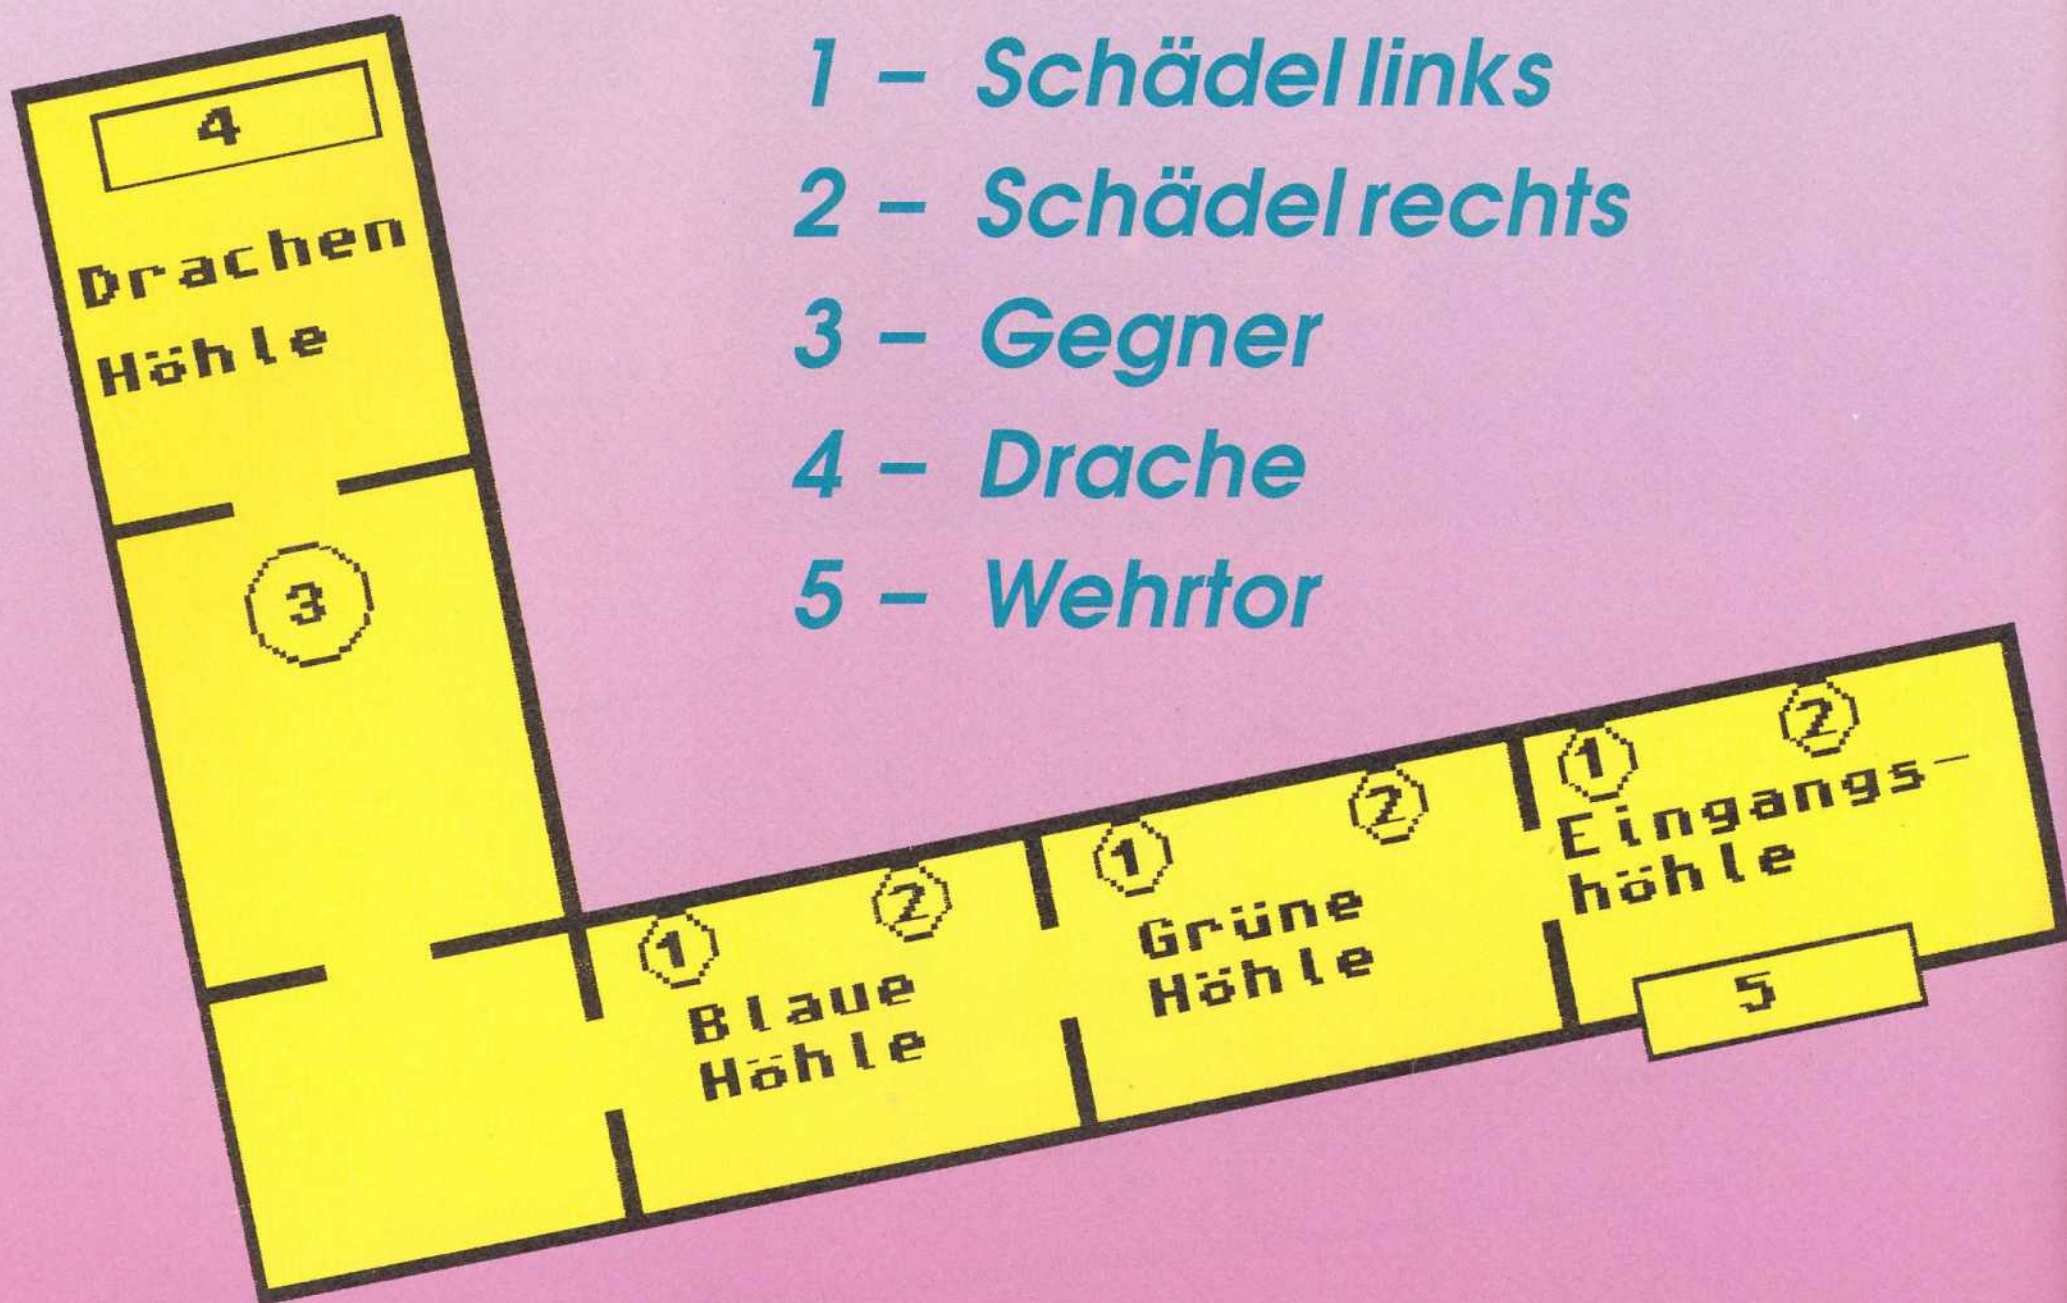 1 – Schädel links
2 – Schädel rechts
3 – Gegner
4 – Drache
5 – Wehrtor
4
Drachen
Höhle
3
1 2
Blaue
Höhle
1 2
Grüne
Höhle
1 2
Eingangs-
höhle
5